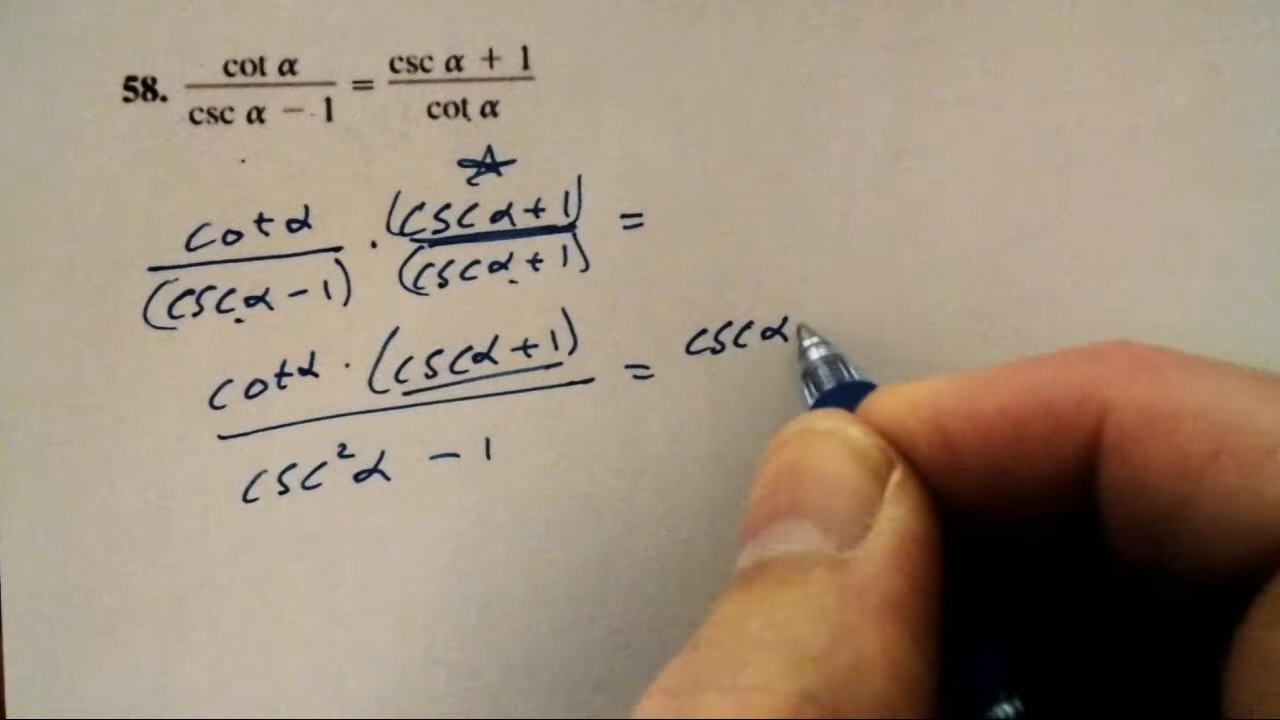 58. cot α / csc α − 1 = csc α + 1 / cot α
cot α / (csc α − 1) · (csc α + 1) / (csc α + 1) =
cot α · (csc α + 1) / csc² α − 1 = csc α